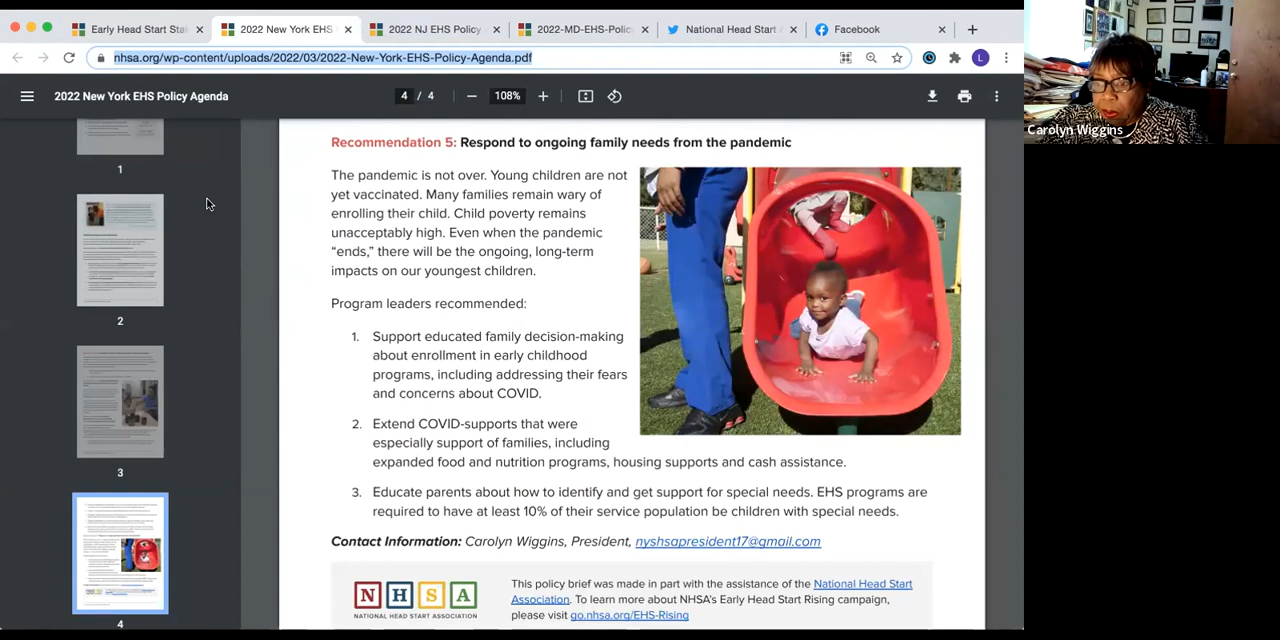 Early Head Start Sta
2022 New York EHS
2022 NJ EHS Policy
2022-MD-EHS-Polic
National Head Start
Facebook
nhsa.org/wp-content/uploads/2022/03/2022-New-York-EHS-Policy-Agenda.pdf
L
2022 New York EHS Policy Agenda
4 / 4
108%
Carolyn Wiggins
1
2
3
4
Recommendation 5: Respond to ongoing family needs from the pandemic
The pandemic is not over. Young children are not
yet vaccinated. Many families remain wary of
enrolling their child. Child poverty remains
unacceptably high. Even when the pandemic
“ends,” there will be the ongoing, long-term
impacts on our youngest children.
Program leaders recommended:
1. Support educated family decision-making
about enrollment in early childhood
programs, including addressing their fears
and concerns about COVID.
2. Extend COVID-supports that were
especially support of families, including
expanded food and nutrition programs, housing supports and cash assistance.
3. Educate parents about how to identify and get support for special needs. EHS programs are
required to have at least 10% of their service population be children with special needs.
Contact Information: Carolyn Wiggins, President, nyshsapresident17@gmail.com
NHSA
NATIONAL HEAD START ASSOCIATION
This policy brief was made in part with the assistance of the National Head Start
Association. To learn more about NHSA’s Early Head Start Rising campaign,
please visit go.nhsa.org/EHS-Rising